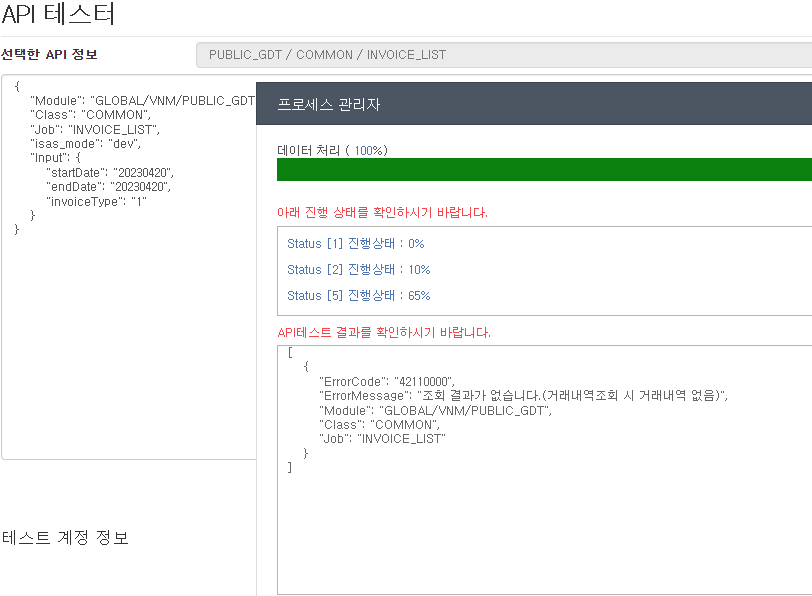 API 테스터
선택한 API 정보
PUBLIC_GDT / COMMON / INVOICE_LIST
{
"Module": "GLOBAL/VNM/PUBLIC_GDT
"Class": "COMMON",
"Job": "INVOICE_LIST",
"isas_mode": "dev",
"Input": {
"startDate": "20230420",
"endDate": "20230420",
"invoiceType": "1"
}
}
프로세스 관리자
데이터 처리 ( 100%)
아래 진행 상태를 확인하시기 바랍니다.
Status [1] 진행상태 : 0%
Status [2] 진행상태 : 10%
Status [5] 진행상태 : 65%
API테스트 결과를 확인하시기 바랍니다.
[
{
"ErrorCode": "42110000",
"ErrorMessage": "조회 결과가 없습니다.(거래내역조회 시 거래내역 없음)",
"Module": "GLOBAL/VNM/PUBLIC_GDT",
"Class": "COMMON",
"Job": "INVOICE_LIST"
}
]
테스트 계정 정보